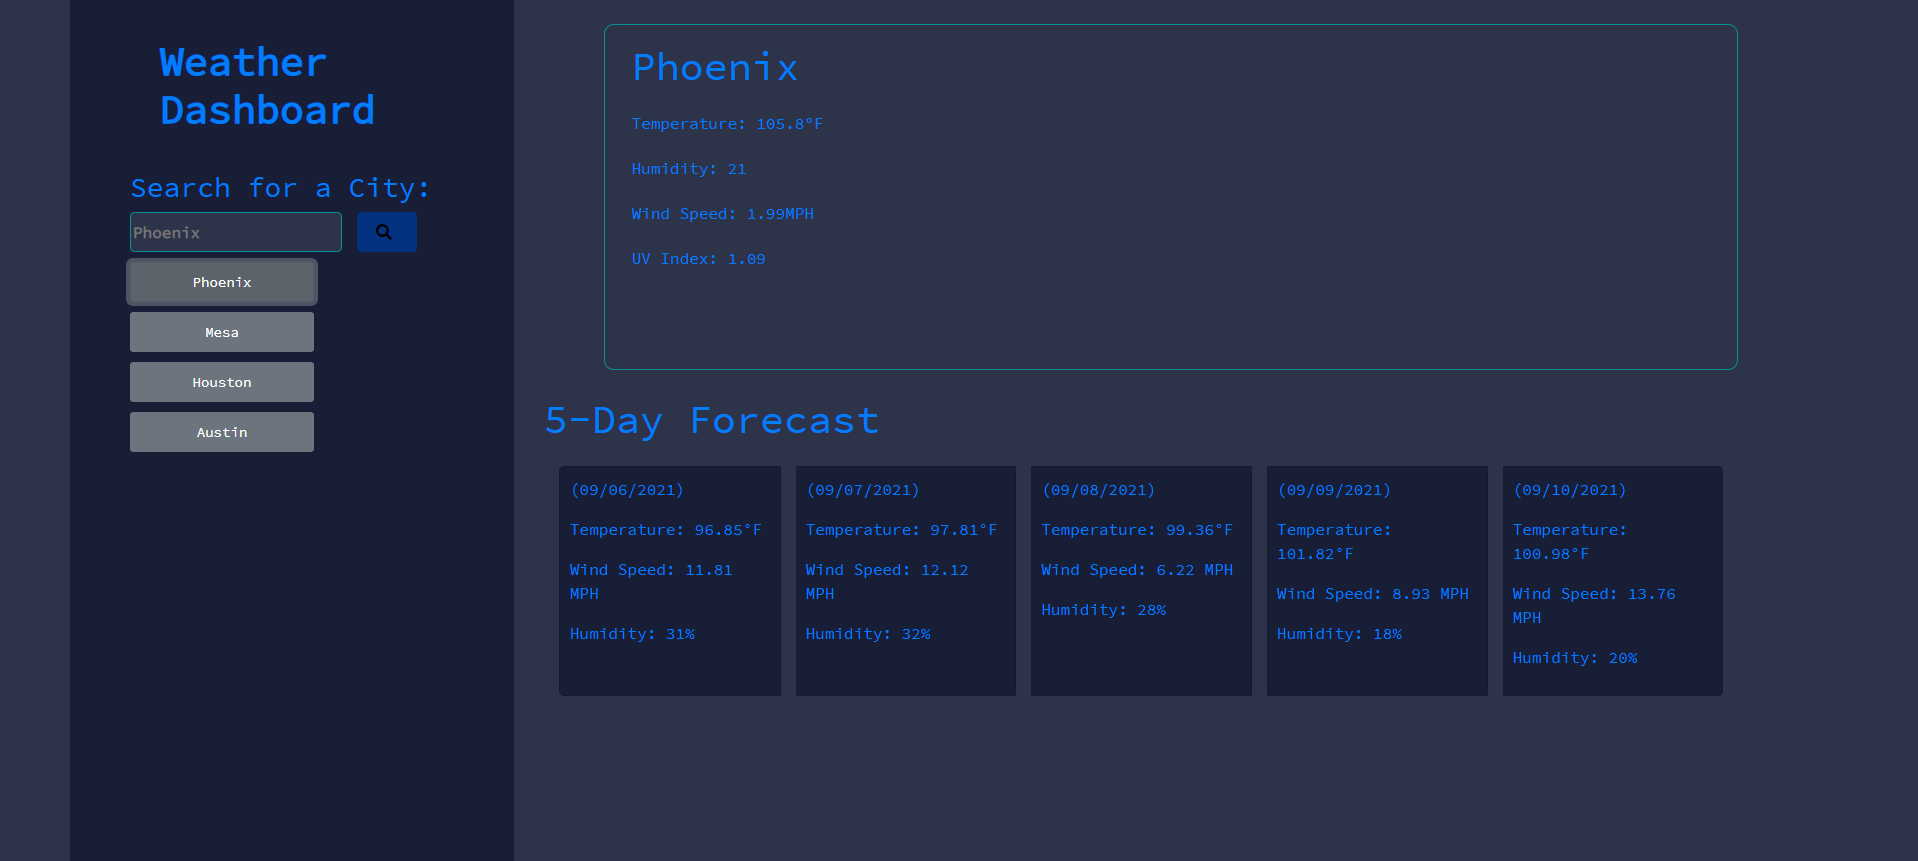 Weather
Dashboard
Search for a City:
Phoenix
Phoenix
Mesa
Houston
Austin
Phoenix
Temperature: 105.8°F
Humidity: 21
Wind Speed: 1.99MPH
UV Index: 1.09
5-Day Forecast
(09/06/2021)
Temperature: 96.85°F
Wind Speed: 11.81
MPH
Humidity: 31%
(09/07/2021)
Temperature: 97.81°F
Wind Speed: 12.12
MPH
Humidity: 32%
(09/08/2021)
Temperature: 99.36°F
Wind Speed: 6.22 MPH
Humidity: 28%
(09/09/2021)
Temperature:
101.82°F
Wind Speed: 8.93 MPH
Humidity: 18%
(09/10/2021)
Temperature:
100.98°F
Wind Speed: 13.76
MPH
Humidity: 20%